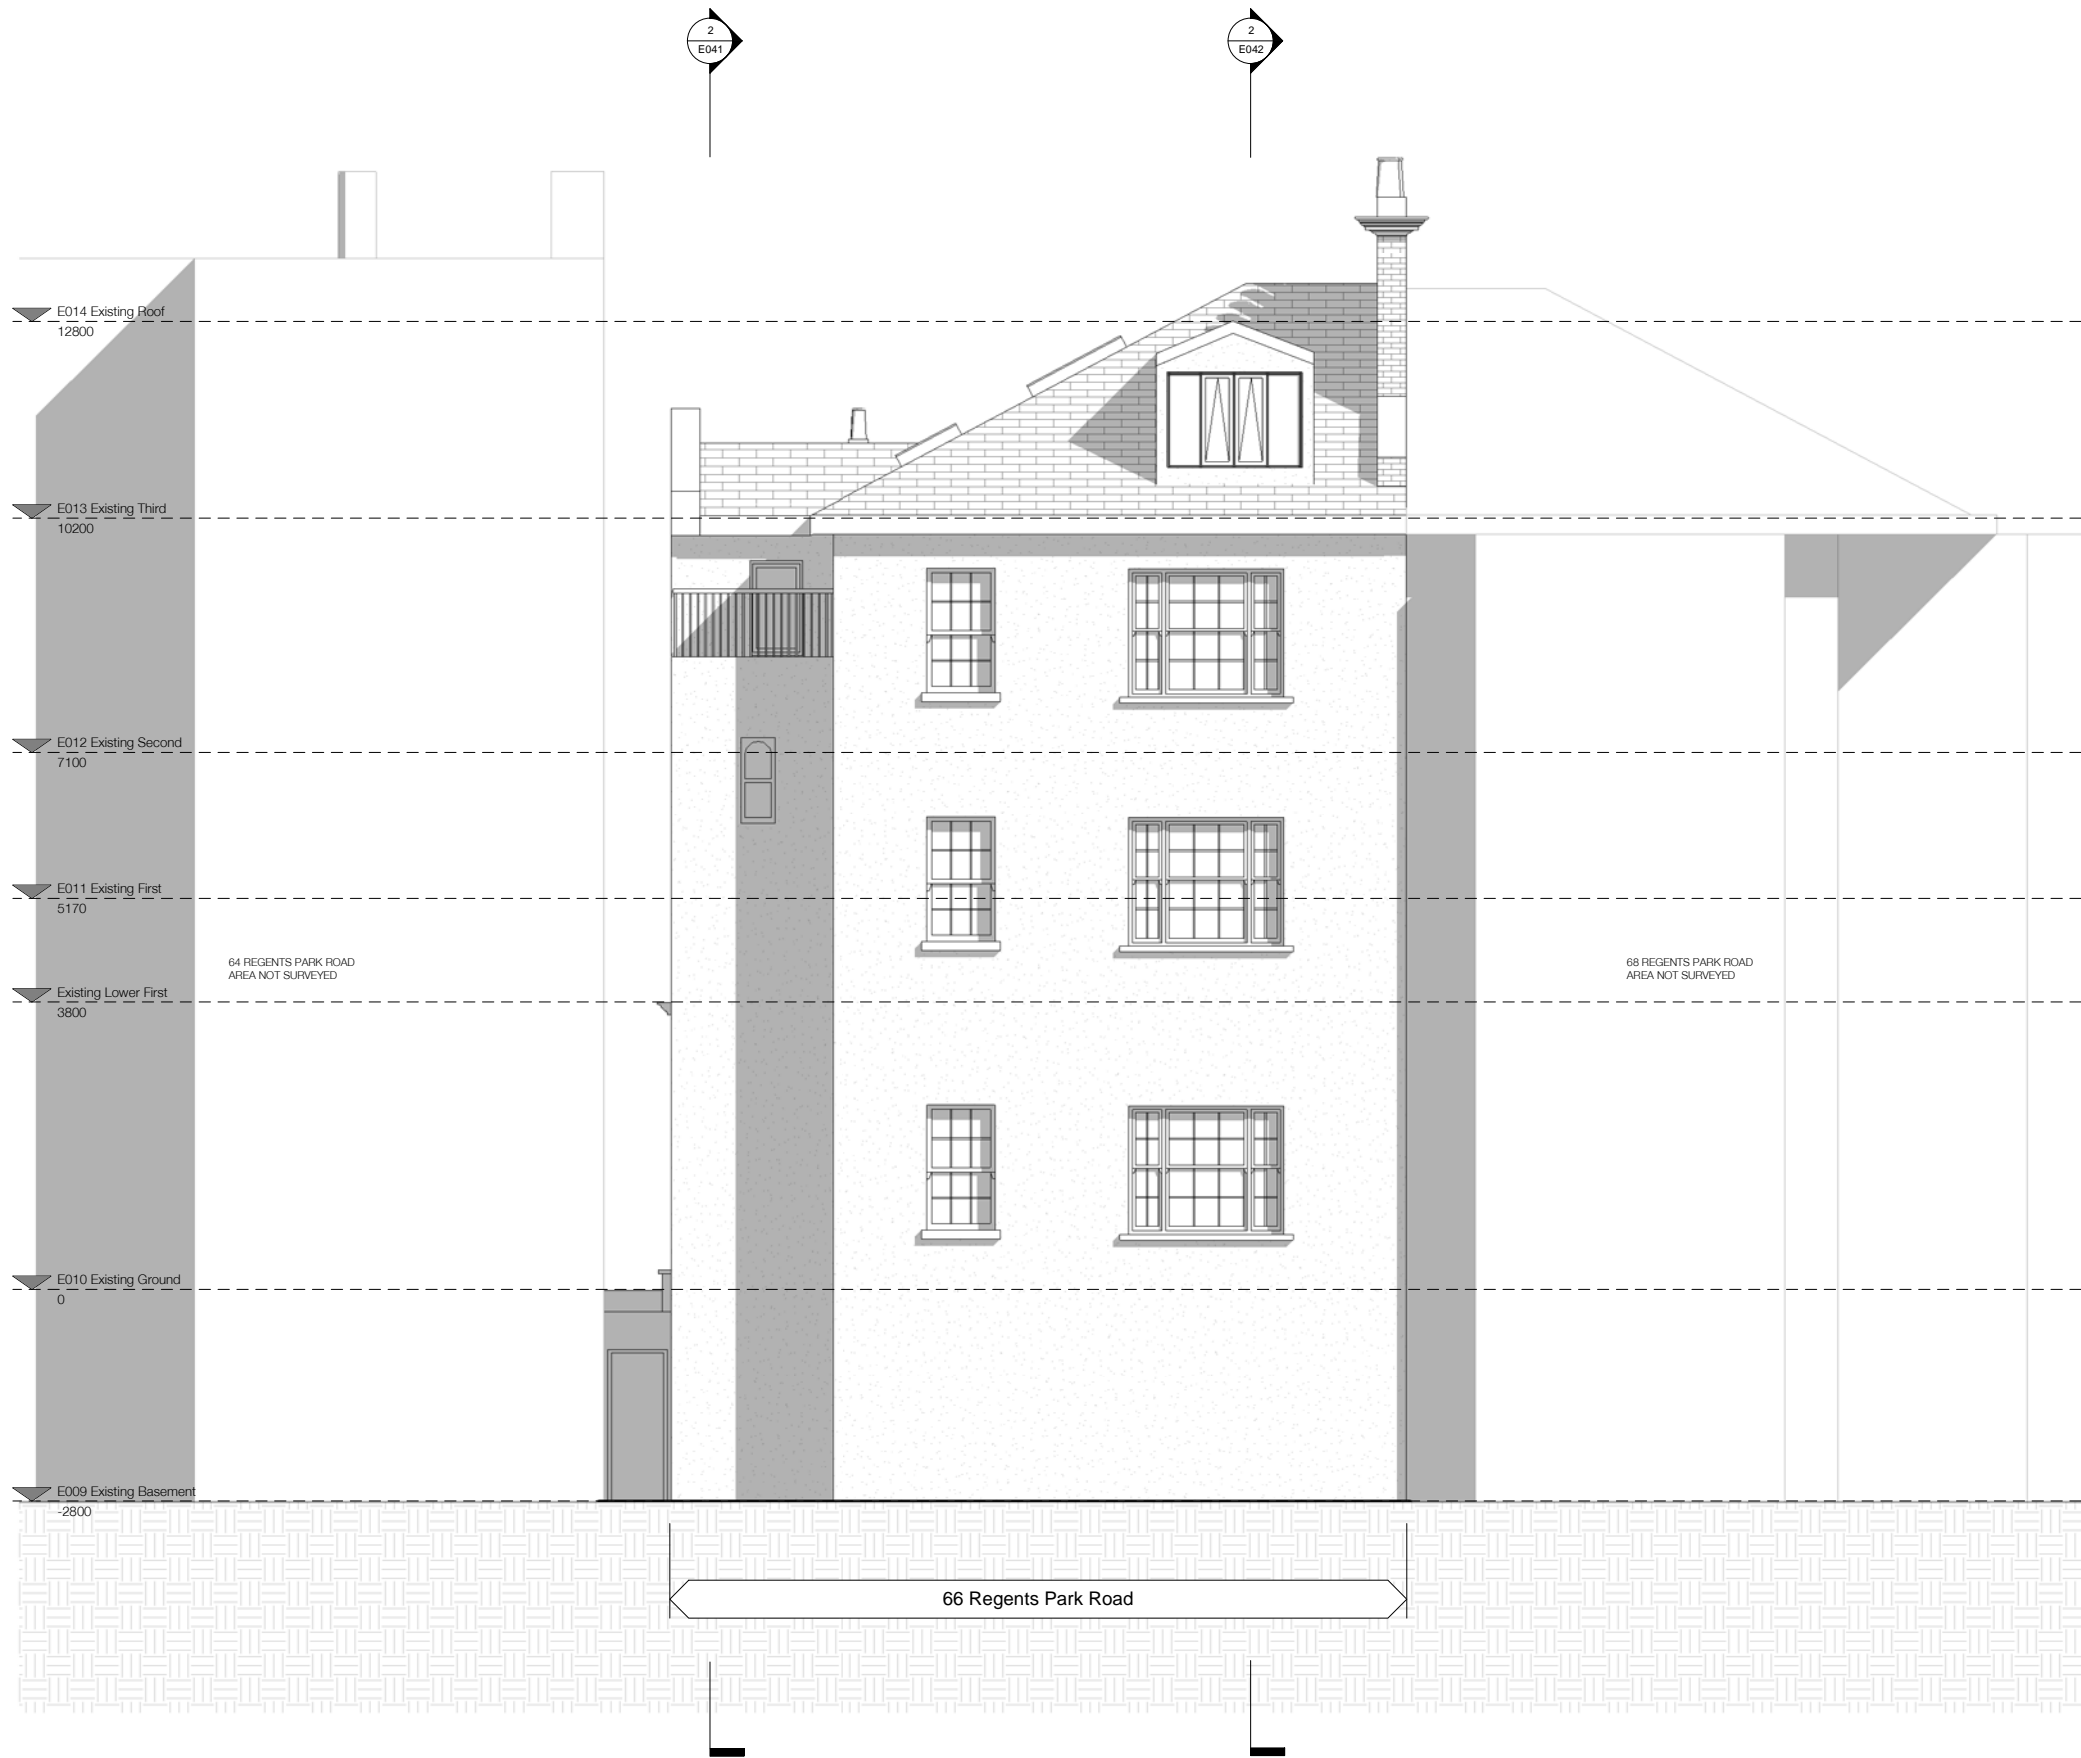 2
E041
2
E042
E014 Existing Roof
12800
E013 Existing Third
10200
E012 Existing Second
7100
E011 Existing First
5170
64 REGENTS PARK ROAD
AREA NOT SURVEYED
68 REGENTS PARK ROAD
AREA NOT SURVEYED
Existing Lower First
3800
E010 Existing Ground
0
E009 Existing Basement
-2800
66 Regents Park Road